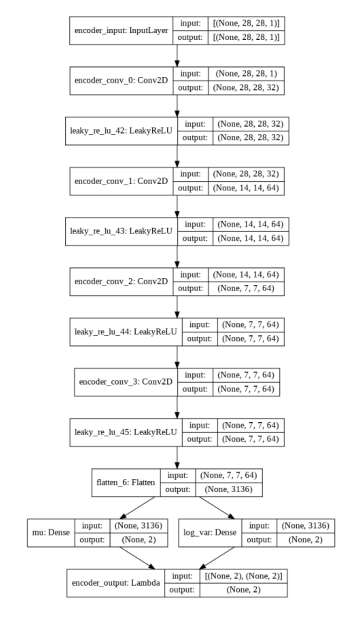 encoder_input: InputLayer
input: [(None, 28, 28, 1)]
output: [(None, 28, 28, 1)]
encoder_conv_0: Conv2D
input: (None, 28, 28, 1)
output: (None, 28, 28, 32)
leaky_re_lu_42: LeakyReLU
input: (None, 28, 28, 32)
output: (None, 28, 28, 32)
encoder_conv_1: Conv2D
input: (None, 28, 28, 32)
output: (None, 14, 14, 64)
leaky_re_lu_43: LeakyReLU
input: (None, 14, 14, 64)
output: (None, 14, 14, 64)
encoder_conv_2: Conv2D
input: (None, 14, 14, 64)
output: (None, 7, 7, 64)
leaky_re_lu_44: LeakyReLU
input: (None, 7, 7, 64)
output: (None, 7, 7, 64)
encoder_conv_3: Conv2D
input: (None, 7, 7, 64)
output: (None, 7, 7, 64)
leaky_re_lu_45: LeakyReLU
input: (None, 7, 7, 64)
output: (None, 7, 7, 64)
flatten_6: Flatten
input: (None, 7, 7, 64)
output: (None, 3136)
mu: Dense
input: (None, 3136)
output: (None, 2)
log_var: Dense
input: (None, 3136)
output: (None, 2)
encoder_output: Lambda
input: [(None, 2), (None, 2)]
output: (None, 2)